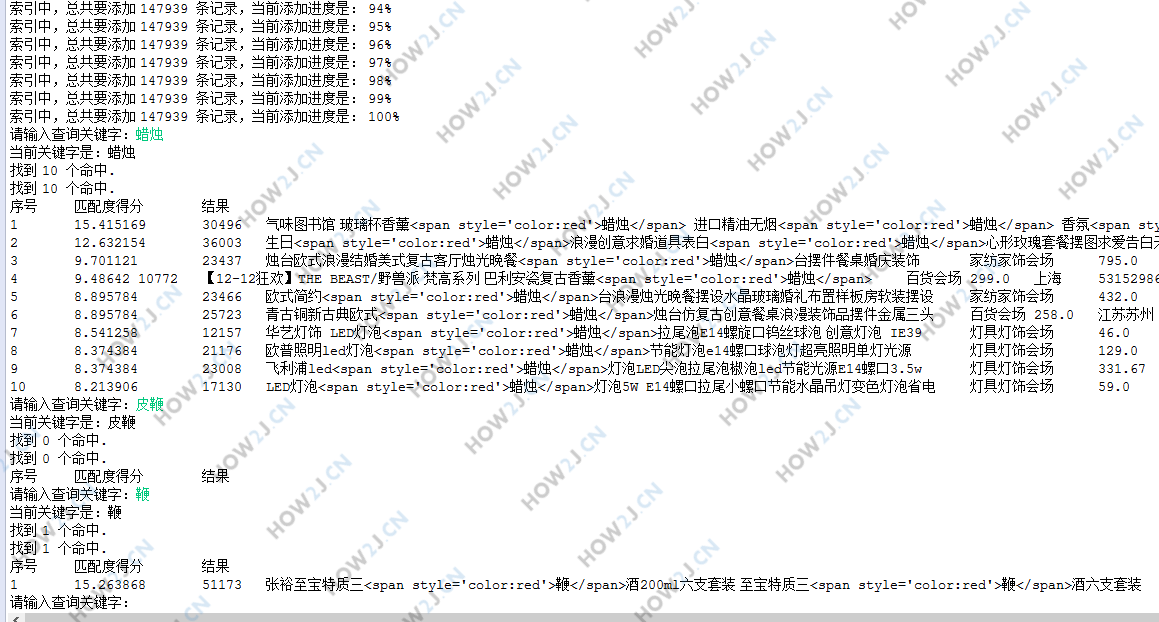 索引中，总共要添加 147939 条记录，当前添加进度是： 94%
索引中，总共要添加 147939 条记录，当前添加进度是： 95%
索引中，总共要添加 147939 条记录，当前添加进度是： 96%
索引中，总共要添加 147939 条记录，当前添加进度是： 97%
索引中，总共要添加 147939 条记录，当前添加进度是： 98%
索引中，总共要添加 147939 条记录，当前添加进度是： 99%
索引中，总共要添加 147939 条记录，当前添加进度是： 100%
请输入查询关键字：蜡烛
当前关键字是：蜡烛
找到 10 个命中.
找到 10 个命中.
序号 匹配度得分 结果
1 15.415169 30496 气味图书馆 玻璃杯香薰<span style='color:red'>蜡烛</span> 进口精油无烟<span style='color:red'>蜡烛</span> 香氛<span sty
2 12.632154 36003 生日<span style='color:red'>蜡烛</span>浪漫创意求婚道具表白<span style='color:red'>蜡烛</span>心形玫瑰套餐摆图求爱告白天
3 9.701121 23437 烛台欧式浪漫结婚美式复古客厅烛光晚餐<span style='color:red'>蜡烛</span>台摆件餐桌婚庆装饰 家纺家饰会场 795.0
4 9.48642 10772 【12-12狂欢】THE BEAST/野兽派 梵高系列 巴利安瓷复古香薰<span style='color:red'>蜡烛</span> 百货会场 299.0 上海 53152986
5 8.895784 23466 欧式简约<span style='color:red'>蜡烛</span>台浪漫烛光晚餐摆设水晶玻璃婚礼布置样板房软装摆设 家纺家饰会场 432.0
6 8.895784 25723 青古铜新古典欧式<span style='color:red'>蜡烛</span>烛台仿复古创意餐桌浪漫装饰品摆件金属三头 百货会场 258.0 江苏苏州
7 8.541258 12157 华艺灯饰 LED灯泡<span style='color:red'>蜡烛</span>拉尾泡E14螺旋口钨丝球泡 创意灯泡 IE39 灯具灯饰会场 46.0
8 8.374384 21176 欧普照明led灯泡<span style='color:red'>蜡烛</span>节能灯泡e14螺口球泡灯超亮照明单灯光源 灯具灯饰会场 129.0
9 8.374384 23008 飞利浦led<span style='color:red'>蜡烛</span>灯泡LED尖泡拉尾泡椒泡led节能光源E14螺口3.5w 灯具灯饰会场 331.67
10 8.213906 17130 LED灯泡<span style='color:red'>蜡烛</span>灯泡5W E14螺口拉尾小螺口节能水晶吊灯变色灯泡省电 灯具灯饰会场 59.0
请输入查询关键字：皮鞭
当前关键字是：皮鞭
找到 0 个命中.
找到 0 个命中.
序号 匹配度得分 结果
请输入查询关键字：鞭
当前关键字是：鞭
找到 1 个命中.
找到 1 个命中.
序号 匹配度得分 结果
1 15.263868 51173 张裕至宝特质三<span style='color:red'>鞭</span>酒200ml六支套装 至宝特质三<span style='color:red'>鞭</span>酒六支套装
请输入查询关键字：
HOW2J.CN